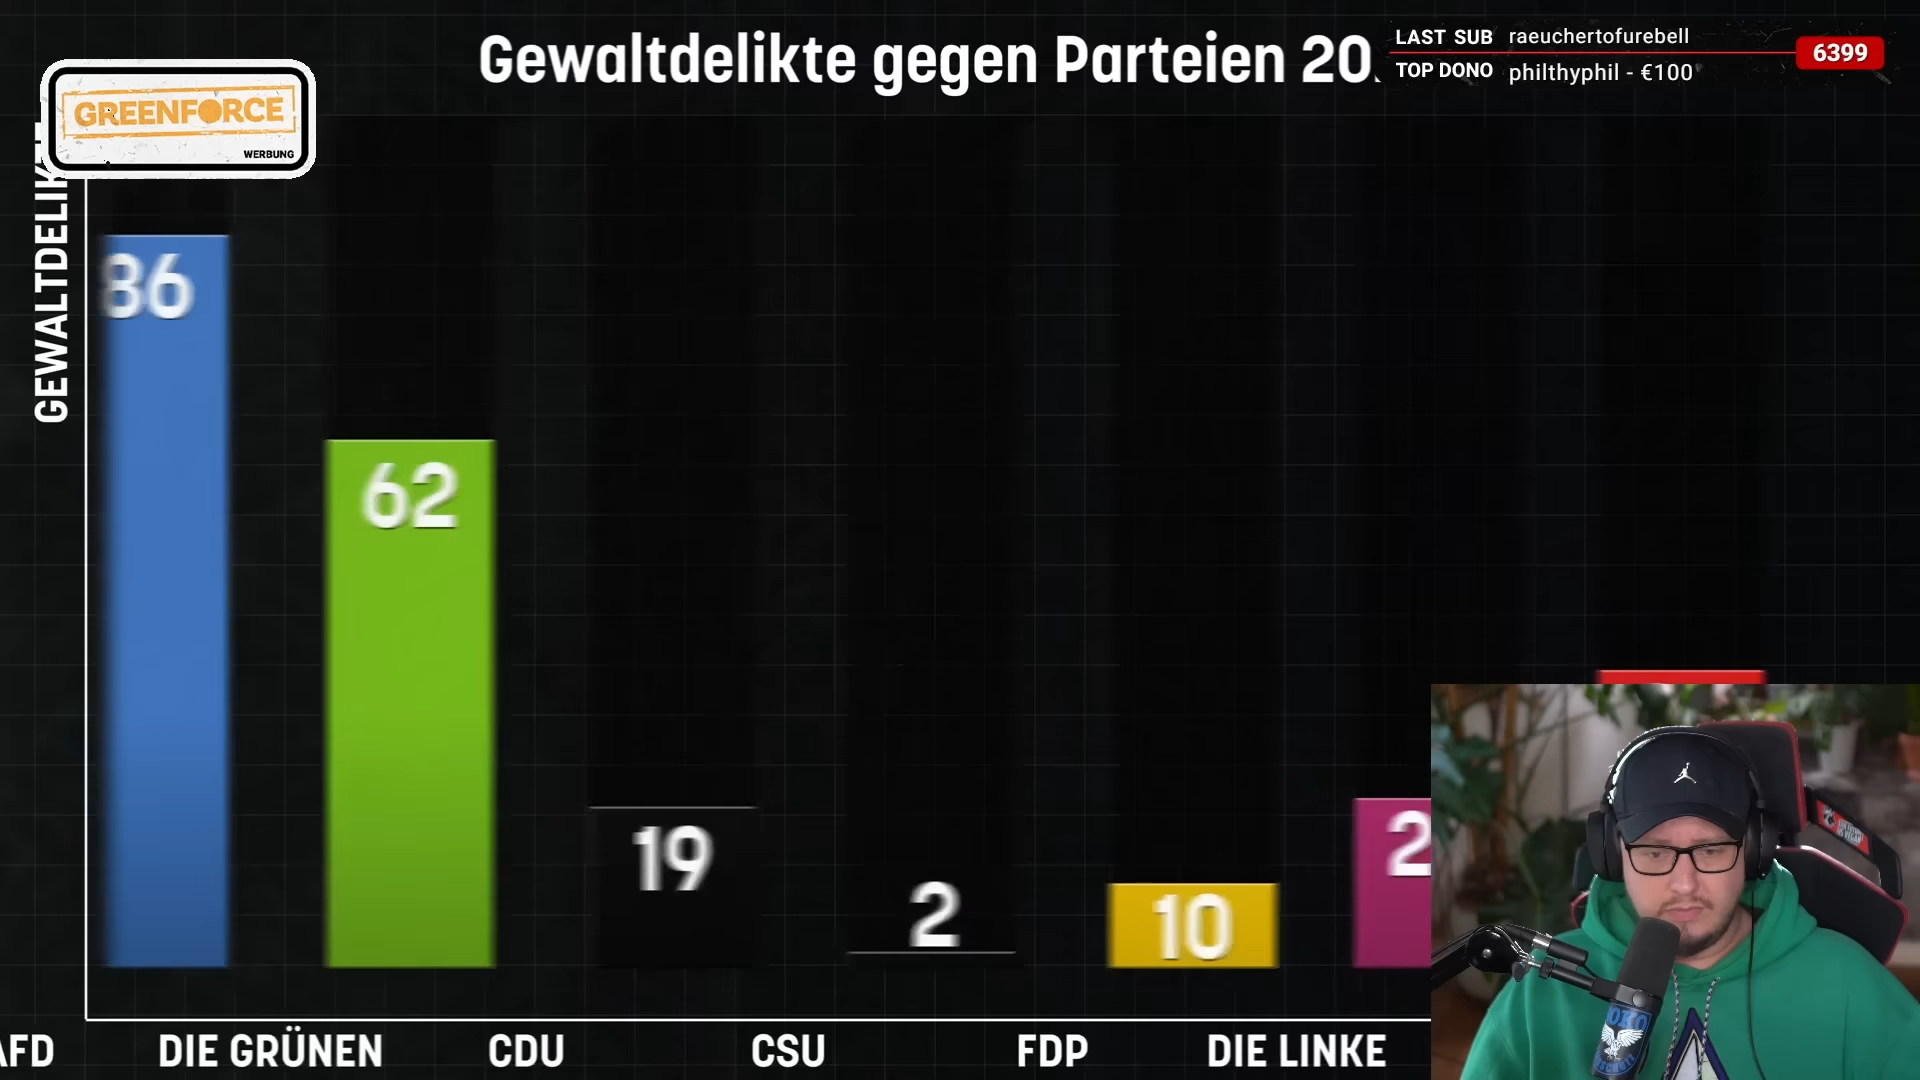 Gewaltdelikte gegen Parteien 20
LAST SUB raeuchertofurebell
TOP DONO philthyphil - €100
6399
GREENFORCE
WERBUNG
86
62
19
2
10
2
AFD DIE GRÜNEN CDU CSU FDP DIE LINKE